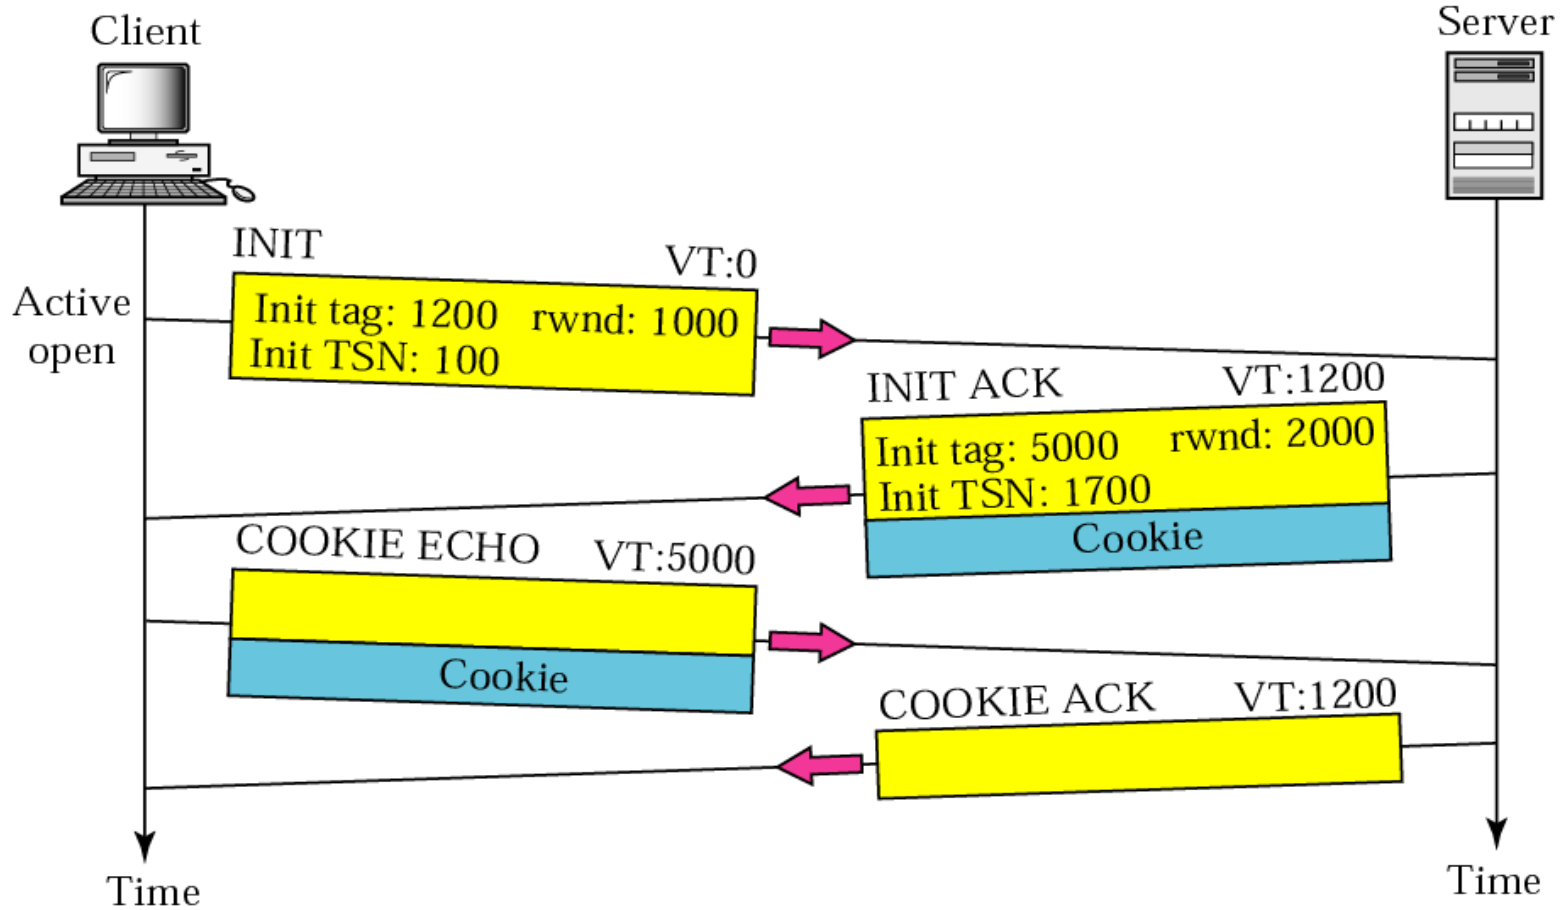 Client
Server
INIT VT:0
Active
open
Init tag: 1200 rwnd: 1000
Init TSN: 100
INIT ACK VT:1200
Init tag: 5000 rwnd: 2000
Init TSN: 1700
Cookie
COOKIE ECHO VT:5000
Cookie
COOKIE ACK VT:1200
Time
Time